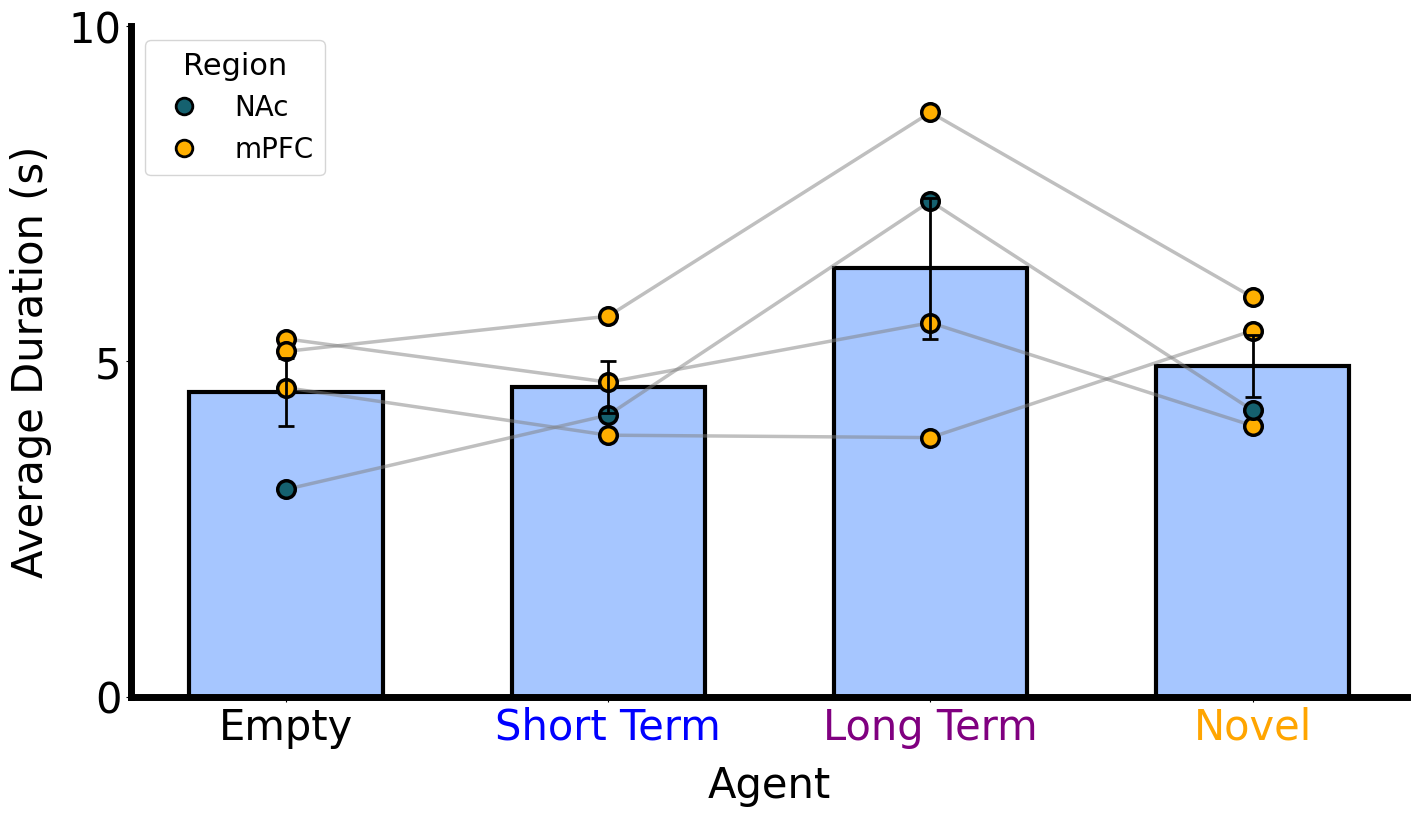 10
Region
NAc
mPFC
Average Duration (s)
5
0
Empty Short Term Long Term Novel
Agent